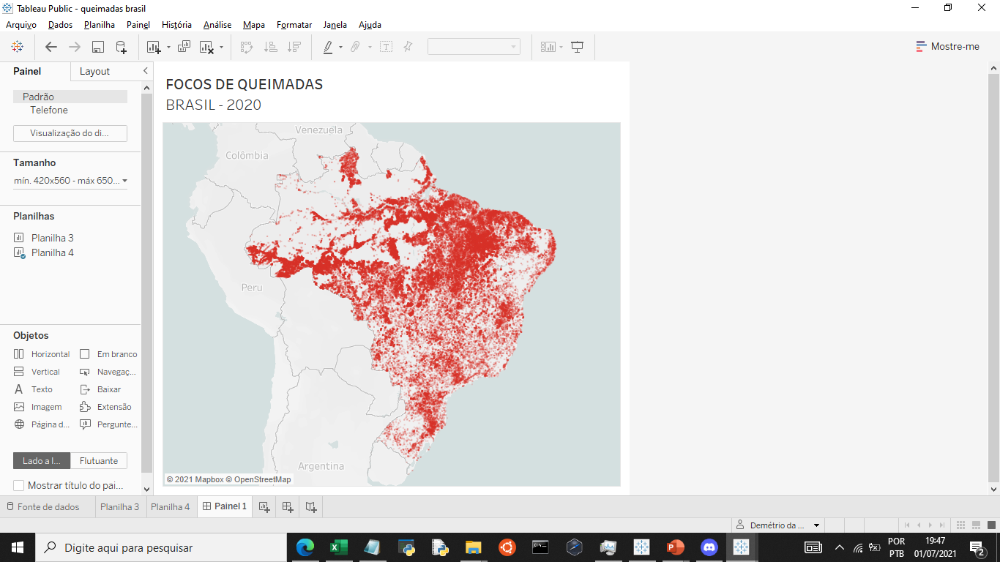 Tableau Public - queimadas brasil
Arquivo Dados Planilha Painel História Análise Mapa Formatar Janela Ajuda
Mostre-me
Painel Layout
Padrão
Telefone
Visualização do di...
Tamanho
mín. 420x560 - máx 650...
Planilhas
Planilha 3
Planilha 4
Objetos
Horizontal Em branco
Vertical Navegaç...
Texto Baixar
Imagem Extensão
Página d... Pergunte...
Lado a l... Flutuante
Mostrar título do pai...
FOCOS DE QUEIMADAS
BRASIL - 2020
Venezuela
Colômbia
Peru
Argentina
© 2021 Mapbox © OpenStreetMap
Fonte de dados Planilha 3 Planilha 4 Painel 1
Demétrio da ...
Digite aqui para pesquisar
POR
PTB
19:47
01/07/2021
2